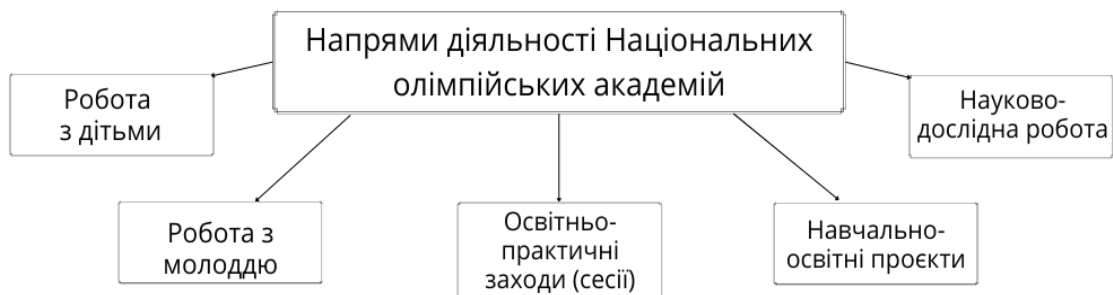 Напрями діяльності Національних
олімпійських академій
Робота
з дітьми
Науково-
дослідна робота
Робота з
молоддю
Освітньо-
практичні
заходи (сесії)
Навчально-
освітні проєкти